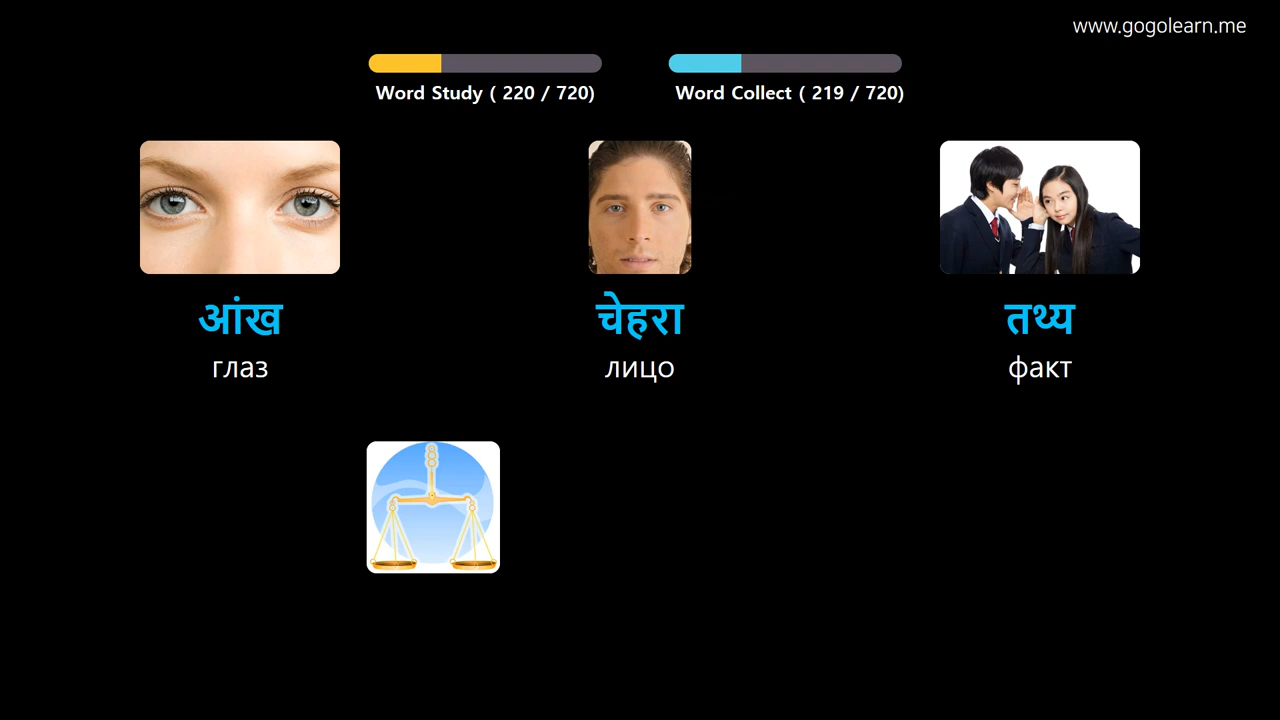 www.gogolearn.me
Word Study ( 220 / 720)
Word Collect ( 219 / 720)
आंख
चेहरा
तथ्य
глаз
лицо
факт